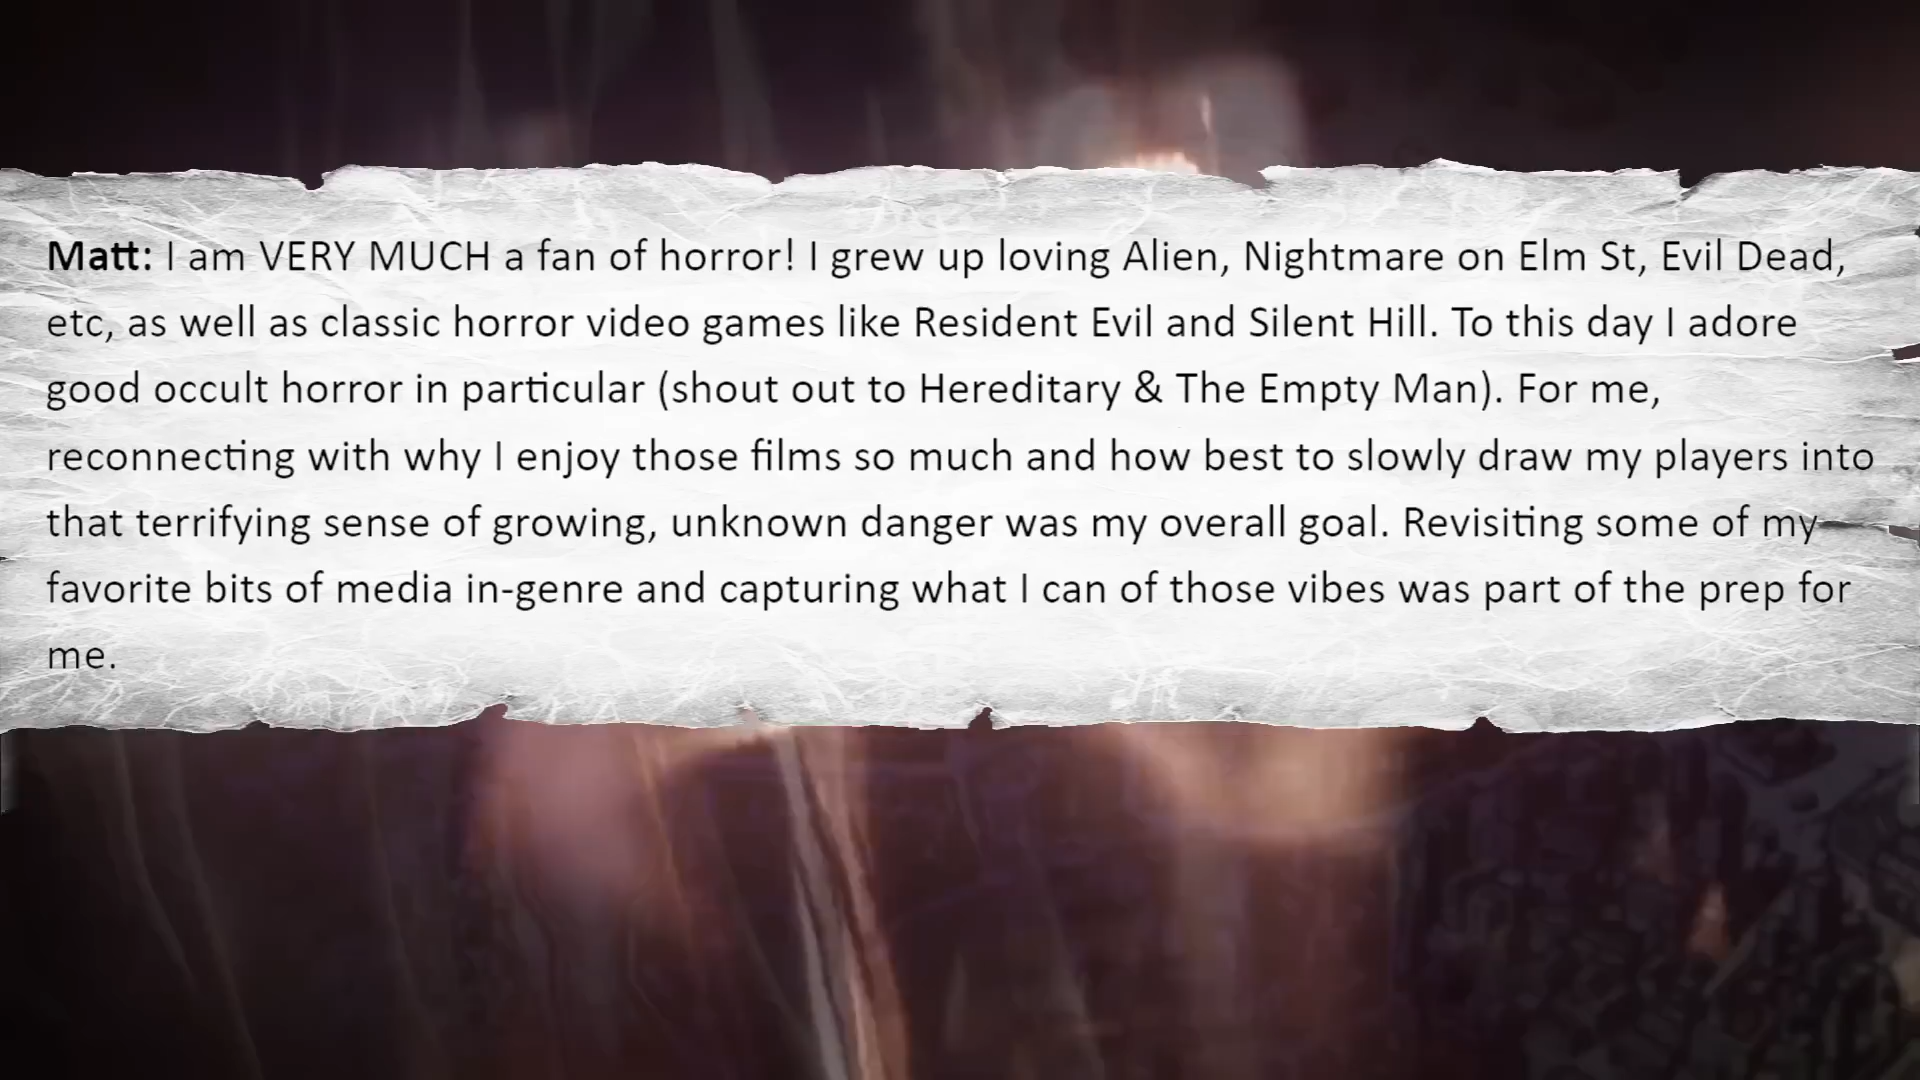 Matt: I am VERY MUCH a fan of horror! I grew up loving Alien, Nightmare on Elm St, Evil Dead,
etc, as well as classic horror video games like Resident Evil and Silent Hill. To this day I adore
good occult horror in particular (shout out to Hereditary & The Empty Man). For me,
reconnecting with why I enjoy those films so much and how best to slowly draw my players into
that terrifying sense of growing, unknown danger was my overall goal. Revisiting some of my
favorite bits of media in-genre and capturing what I can of those vibes was part of the prep for
me.